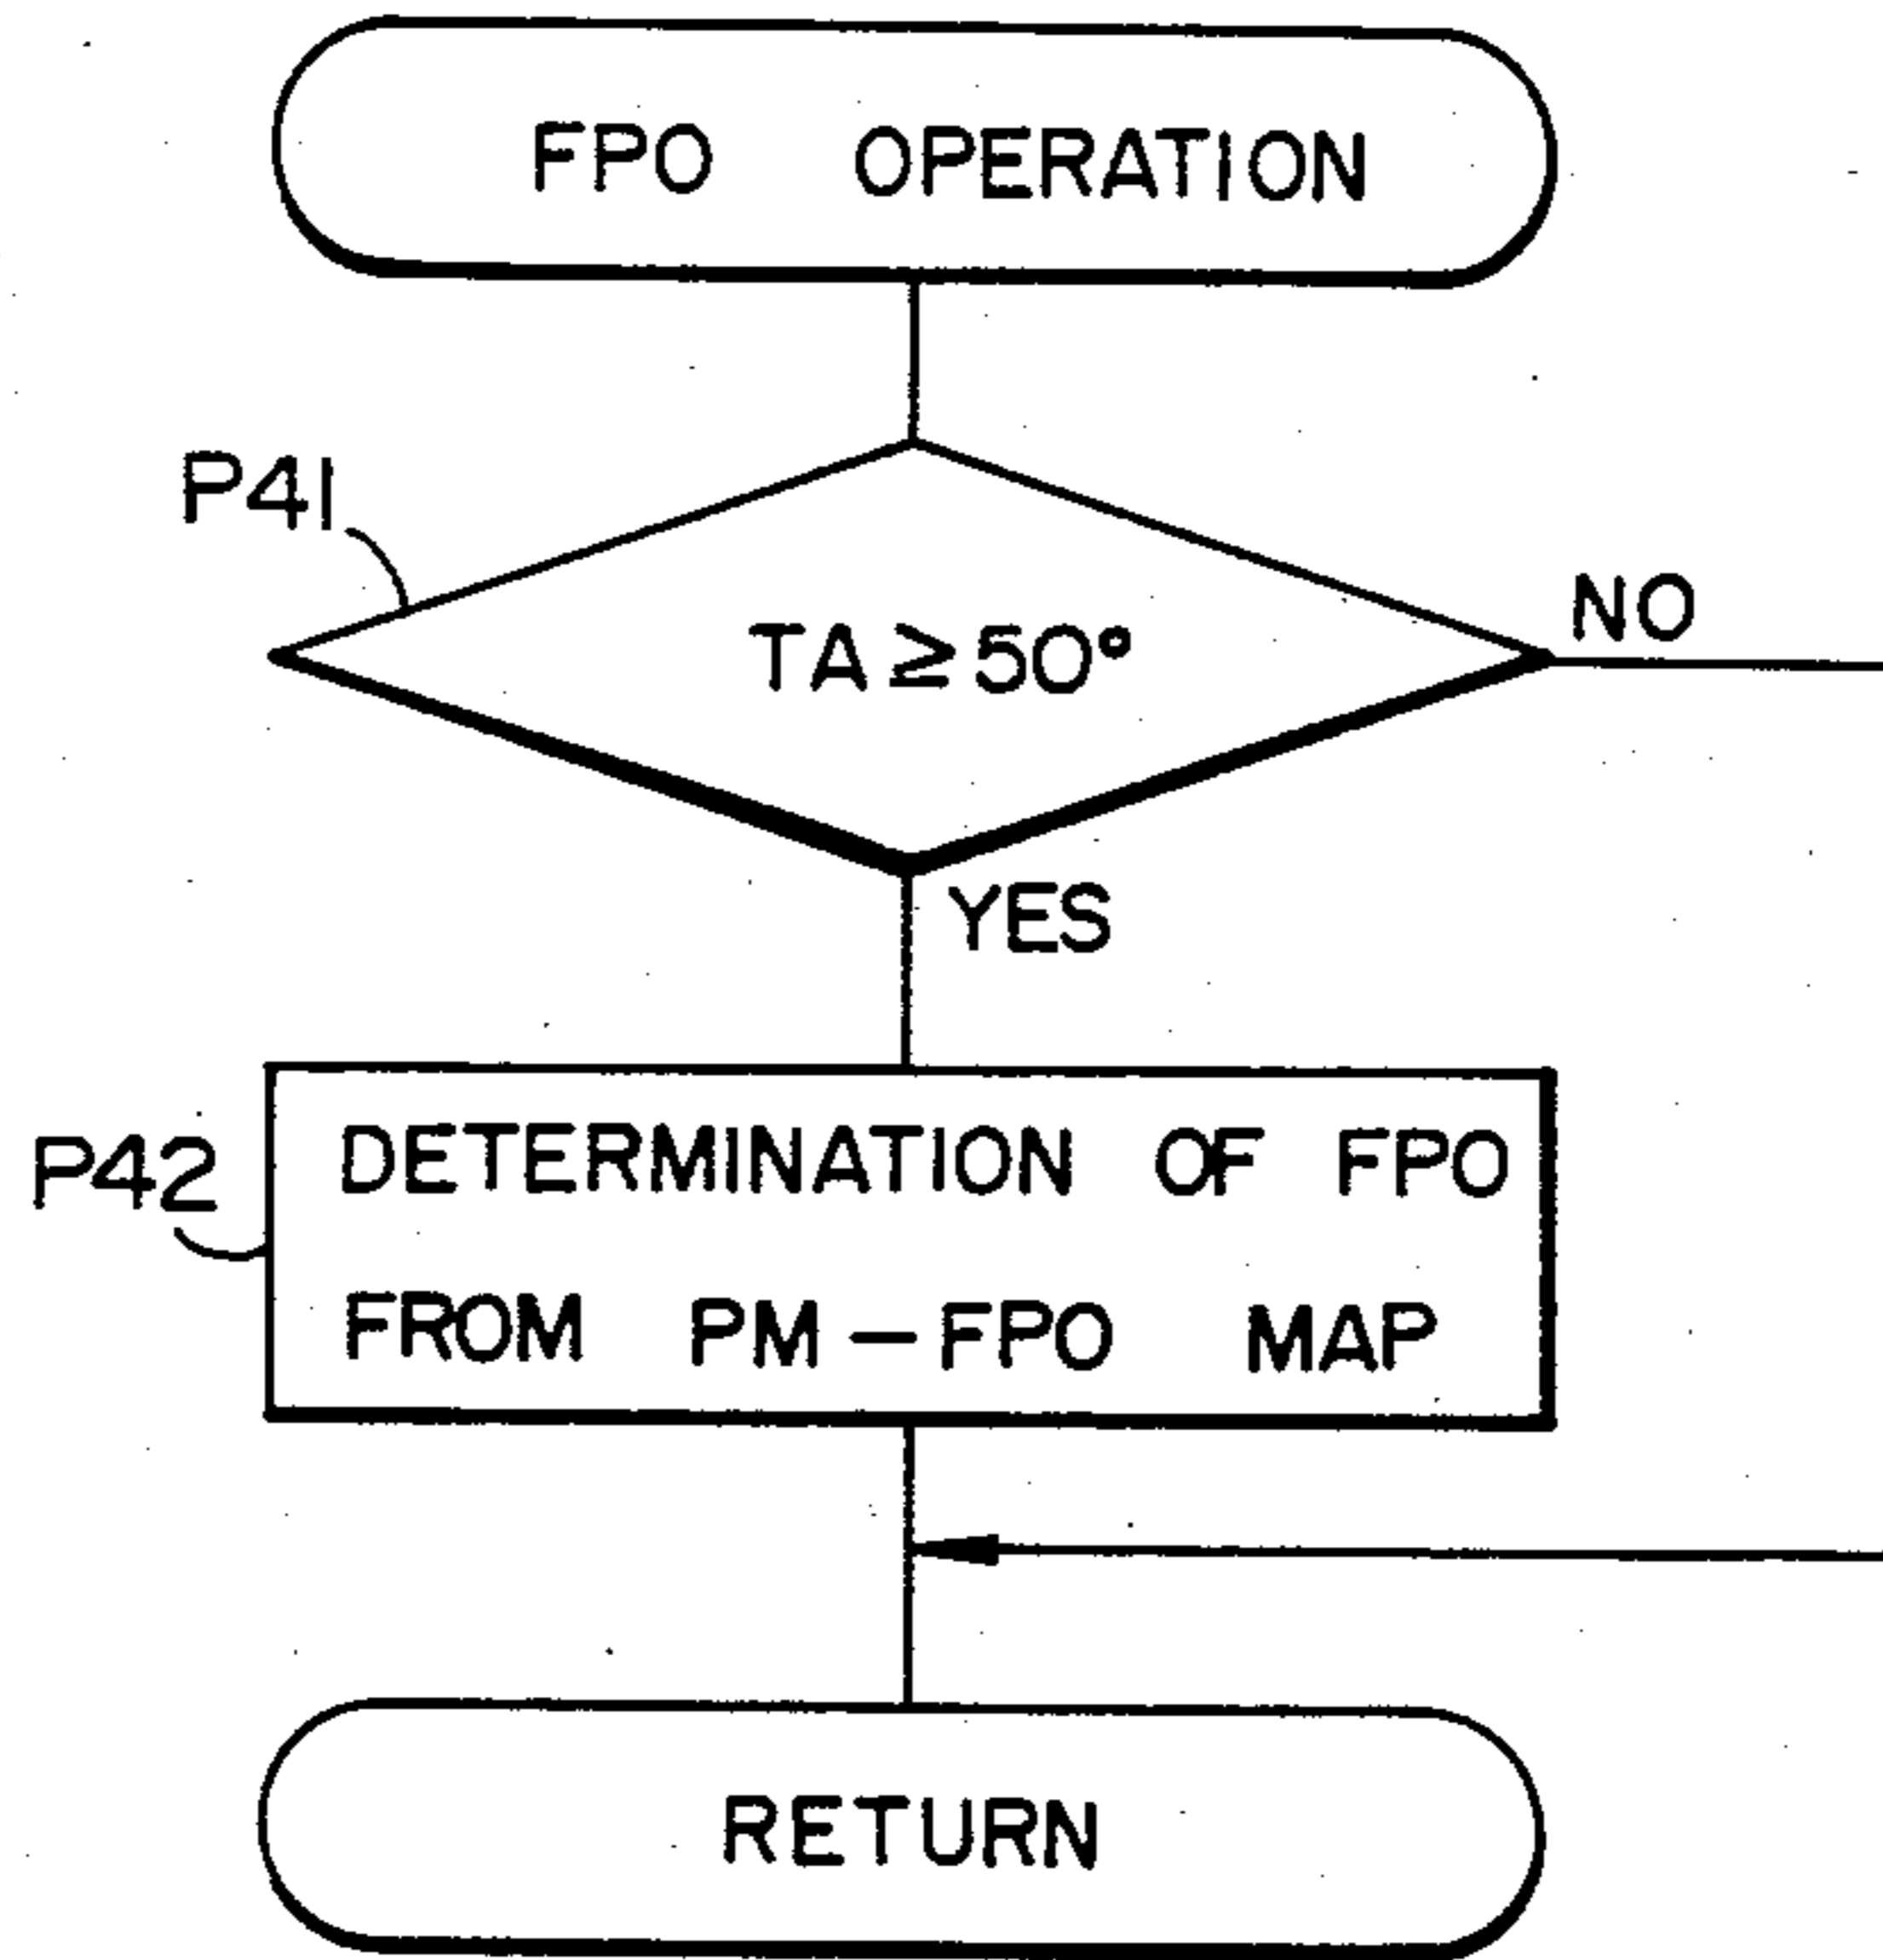 FPO OPERATION
P41
TA ≧ 50°
NO
YES
P42
DETERMINATION OF FPO
FROM PM-FPO MAP
RETURN